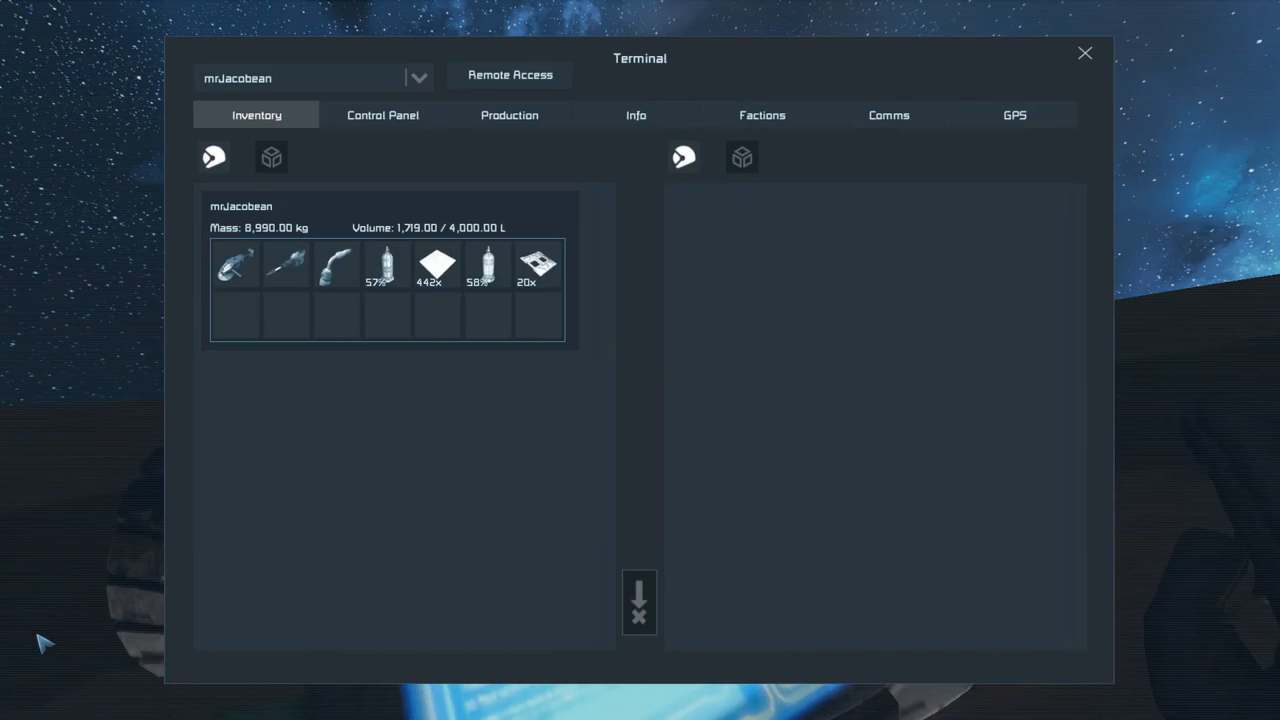 Terminal
mrJacobean
Remote Access
Inventory
Control Panel
Production
Info
Factions
Comms
GPS
mrJacobean
Mass: 8,990.00 kg
Volume: 1,719.00 / 4,000.00 L
57%
442x
58%
20x